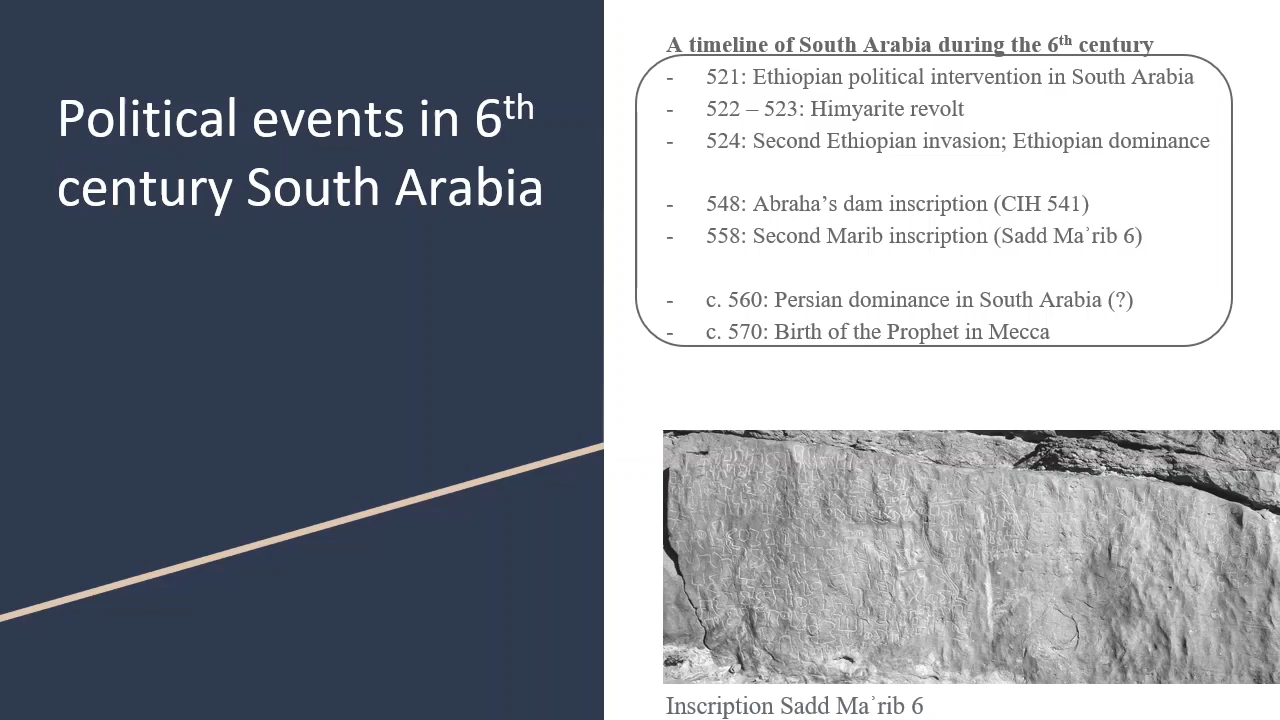 Political events in 6th
century South Arabia
A timeline of South Arabia during the 6th century
- 521: Ethiopian political intervention in South Arabia
- 522 – 523: Himyarite revolt
- 524: Second Ethiopian invasion; Ethiopian dominance
- 548: Abraha’s dam inscription (CIH 541)
- 558: Second Marib inscription (Sadd Maʾrib 6)
- c. 560: Persian dominance in South Arabia (?)
- c. 570: Birth of the Prophet in Mecca
Inscription Sadd Maʾrib 6